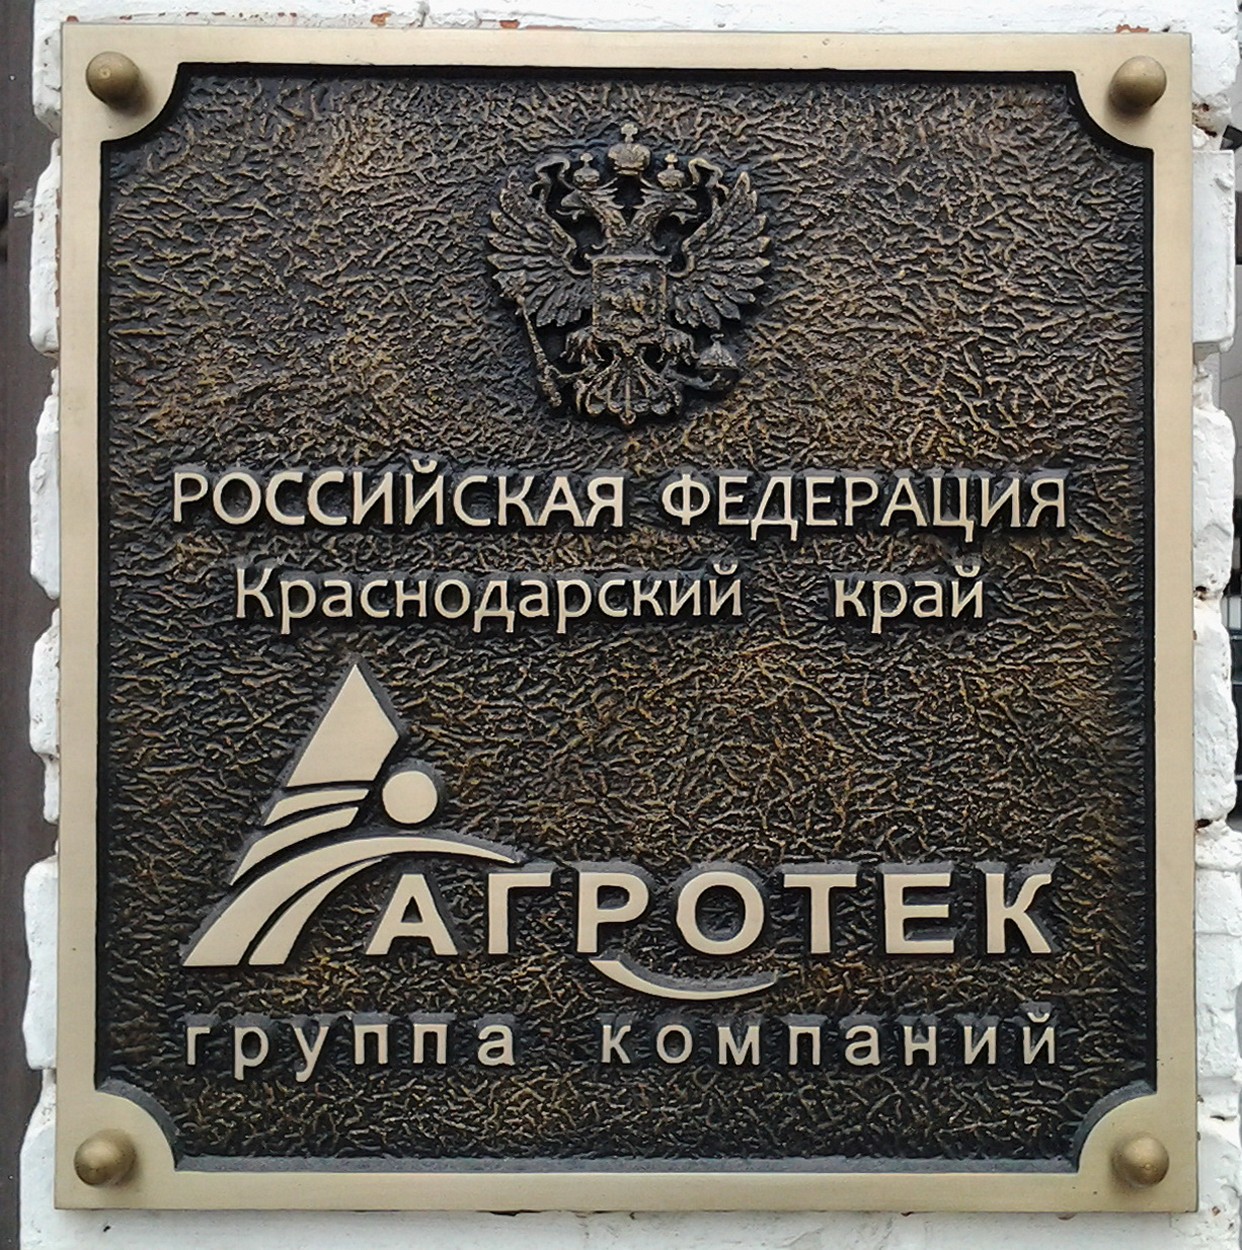 РОССИЙСКАЯ ФЕДЕРАЦИЯ
Краснодарский край
АГРОТЕК
группа компаний